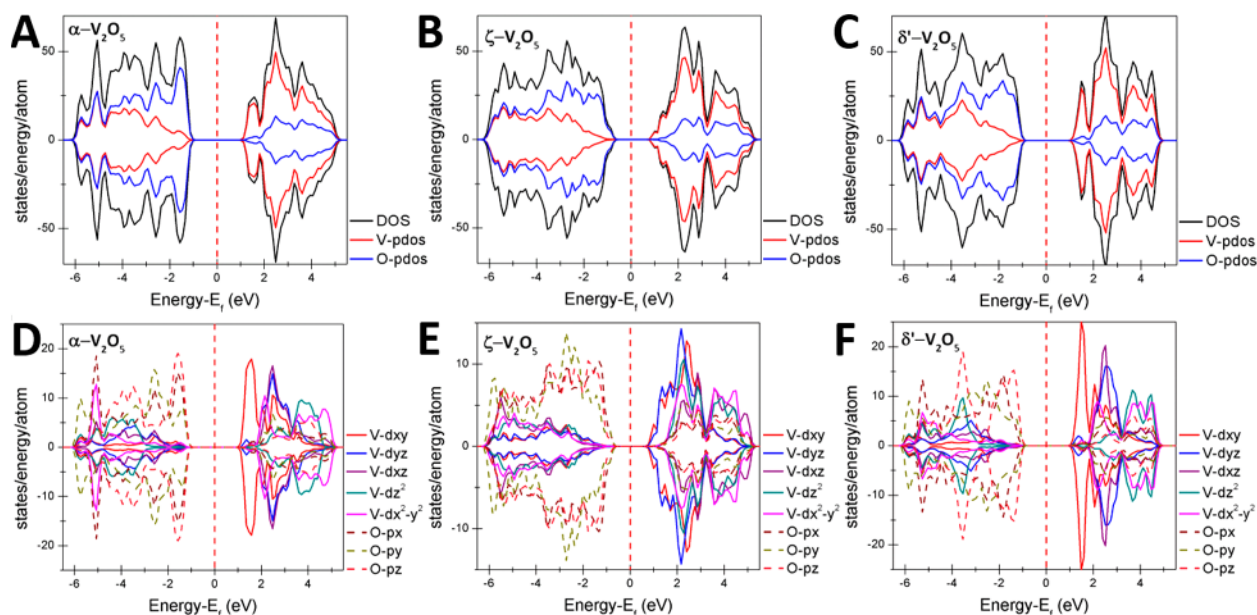 A
α–V₂O₅
50
0
-50
states/energy/atom
-6 -4 -2 0 2 4
Energy-E_f (eV)
DOS
V-pdos
O-pdos
B
ζ–V₂O₅
50
0
-50
states/energy/atom
-6 -4 -2 0 2 4
Energy-E_f (eV)
DOS
V-pdos
O-pdos
C
δ'–V₂O₅
50
0
-50
states/energy/atom
-6 -4 -2 0 2 4
Energy-E_f (eV)
DOS
V-pdos
O-pdos
D
α–V₂O₅
20
10
0
-10
-20
states/energy/atom
-6 -4 -2 0 2 4
Energy-E_f (eV)
V-dxy
V-dyz
V-dxz
V-dz²
V-dx²-y²
O-px
O-py
O-pz
E
ζ–V₂O₅
10
0
-10
states/energy/atom
-6 -4 -2 0 2 4
Energy-E_f (eV)
V-dxy
V-dyz
V-dxz
V-dz²
V-dx²-y²
O-px
O-py
O-pz
F
δ'–V₂O₅
20
10
0
-10
-20
states/energy/atom
-6 -4 -2 0 2 4
Energy-E_f (eV)
V-dxy
V-dyz
V-dxz
V-dz²
V-dx²-y²
O-px
O-py
O-pz